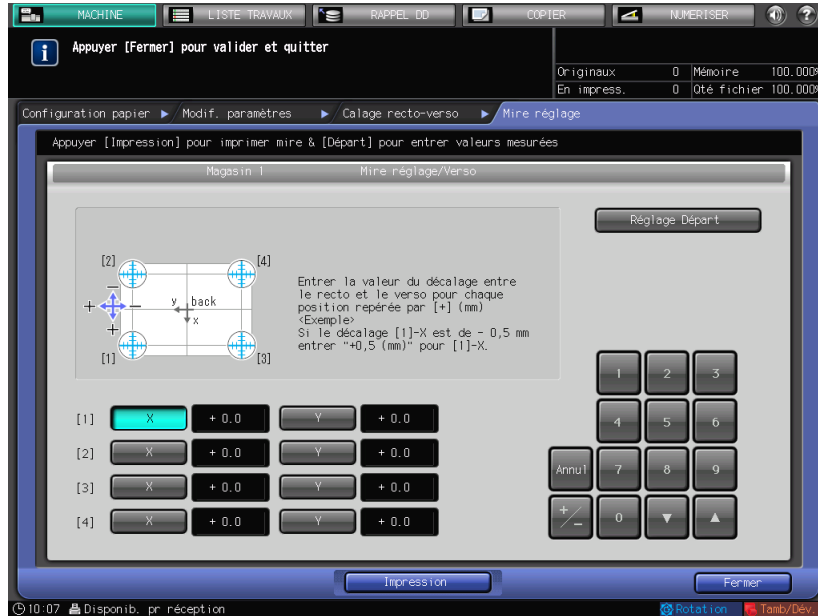 MACHINE LISTE TRAVAUX RAPPEL DD COPIER NUMERISER ?
i Appuyer [Fermer] pour valider et quitter
Originaux 0 Mémoire 100.000%
En impress. 0 Qté fichier 100.000%
Configuration papier Modif. paramètres Calage recto-verso Mire réglage
Appuyer [Impression] pour imprimer mire & [Départ] pour entrer valeurs mesurées
Magasin 1 Mire réglage/Verso
Réglage Départ
[2] [4]
y back
x
+ − − +
[1] [3]
Entrer la valeur du décalage entre
le recto et le verso pour chaque
position repérée par [+] (mm)
<Exemple>
Si le décalage [1]-X est de - 0,5 mm
entrer "+0,5 (mm)" pour [1]-X.
[1] X + 0.0 Y + 0.0
[2] X + 0.0 Y + 0.0
[3] X + 0.0 Y + 0.0
[4] X + 0.0 Y + 0.0
1 2 3
4 5 6
Annul 7 8 9
+/− 0 ▼ ▲
Impression Fermer
10:07 Disponib. pr réception Rotation Tamb/Dév.